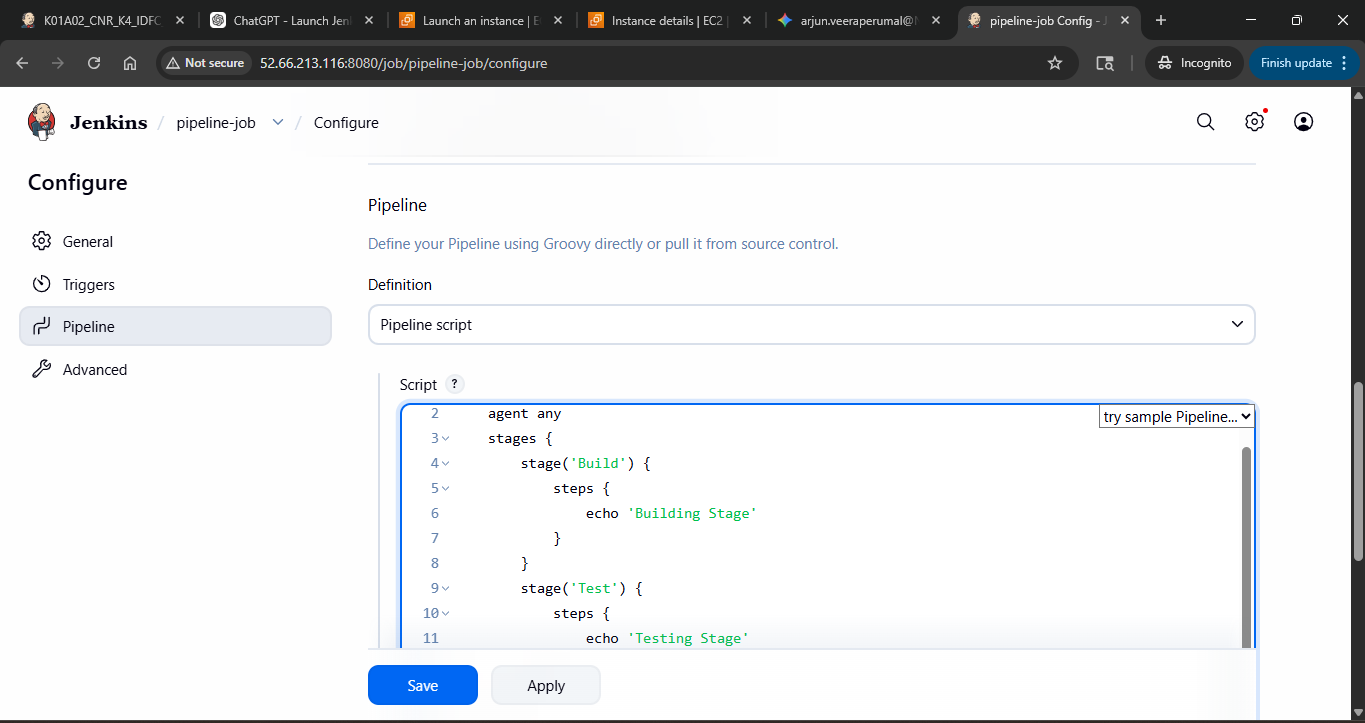 K01A02_CNR_K4_IDFC
ChatGPT - Launch Jen
Launch an instance | E
Instance details | EC2 |
arjun.veeraperumal@
pipeline-job Config - J
Not secure
52.66.213.116:8080/job/pipeline-job/configure
Incognito
Finish update
Jenkins / pipeline-job / Configure
Configure
General
Triggers
Pipeline
Advanced
Pipeline
Define your Pipeline using Groovy directly or pull it from source control.
Definition
Pipeline script
Script ?
try sample Pipeline...
2 agent any
3 stages {
4 stage('Build') {
5 steps {
6 echo 'Building Stage'
7 }
8 }
9 stage('Test') {
10 steps {
11 echo 'Testing Stage'
Save
Apply